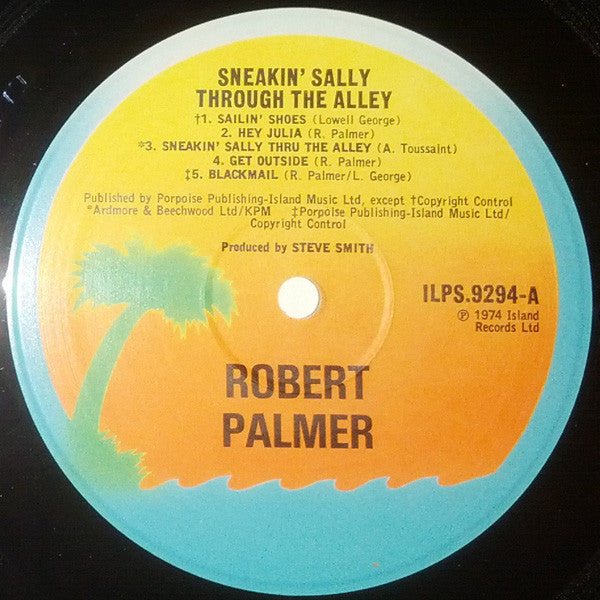 SNEAKIN' SALLY
THROUGH THE ALLEY
†1. SAILIN' SHOES (Lowell George)
2. HEY JULIA (R. Palmer)
*3. SNEAKIN' SALLY THRU THE ALLEY (A. Toussaint)
4. GET OUTSIDE (R. Palmer)
‡5. BLACKMAIL (R. Palmer/L. George)
Published by Porpoise Publishing-Island Music Ltd, except †Copyright Control
*Ardmore & Beechwood Ltd/KPM ‡Porpoise Publishing-Island Music Ltd/
Copyright Control
Produced by STEVE SMITH
ILPS.9294-A
℗ 1974 Island
Records Ltd
ROBERT
PALMER